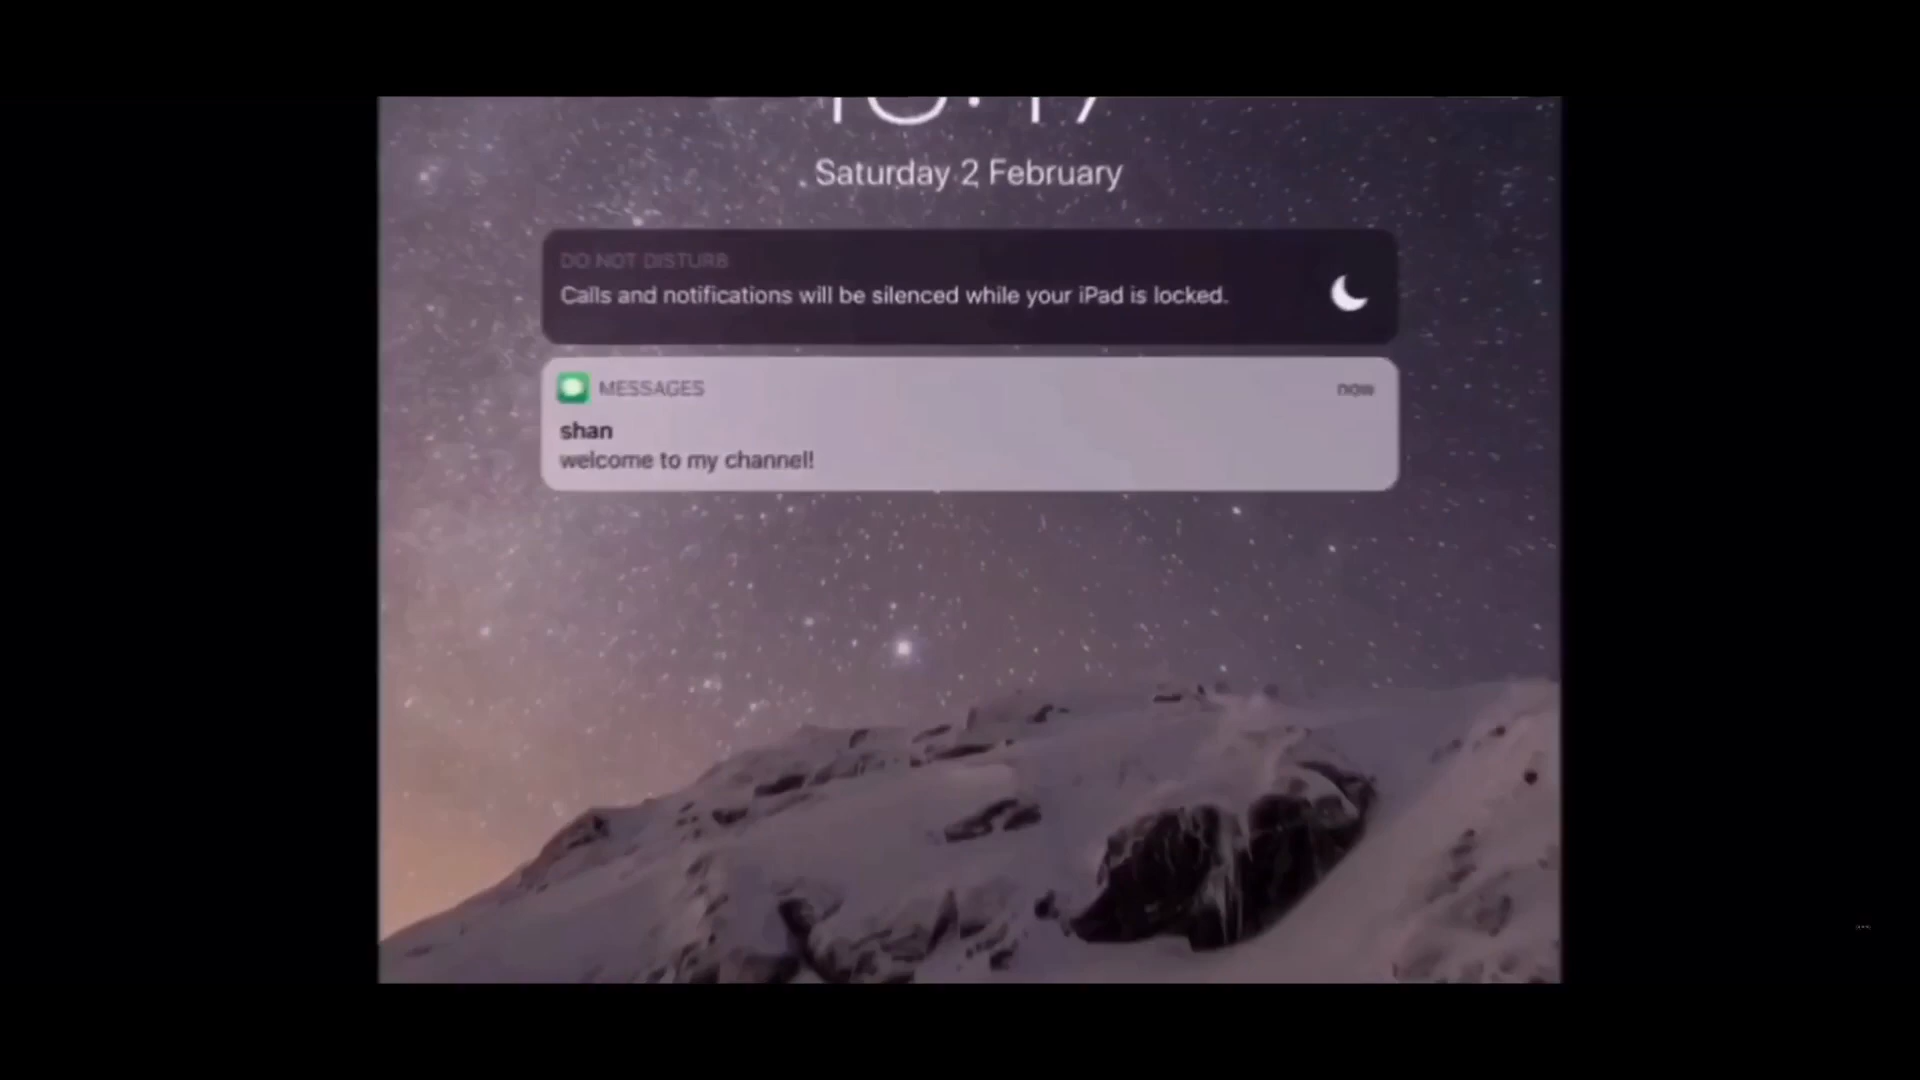 Saturday 2 February
DO NOT DISTURB
Calls and notifications will be silenced while your iPad is locked.
MESSAGES
now
shan
welcome to my channel!